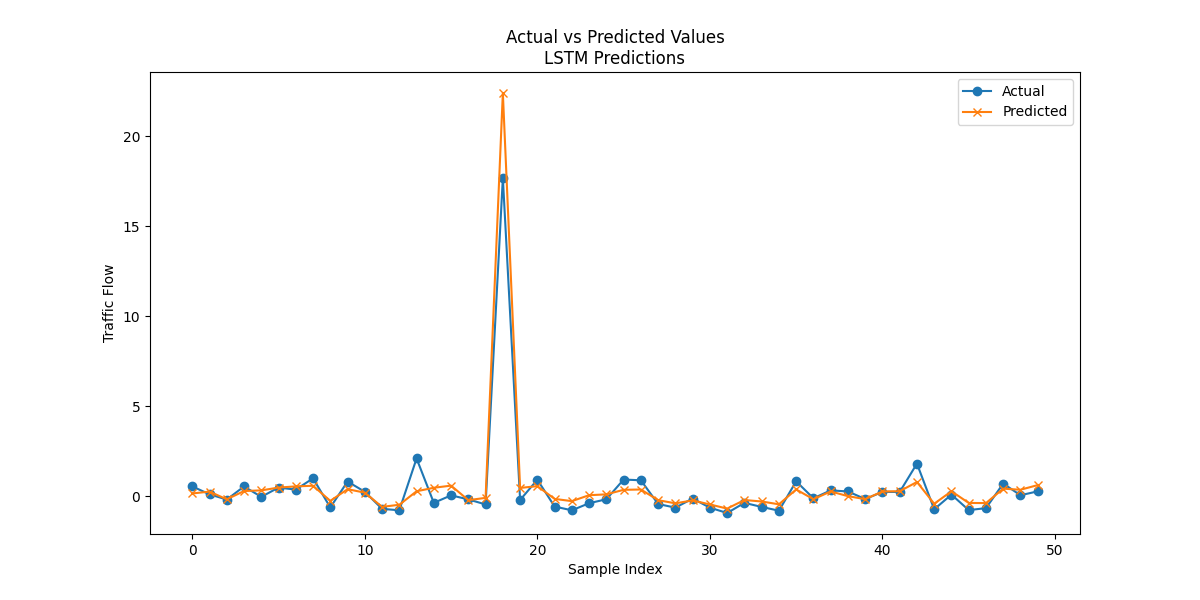 Actual vs Predicted Values
LSTM Predictions
Actual
Predicted
Traffic Flow
20
15
10
5
0
0 10 20 30 40 50
Sample Index